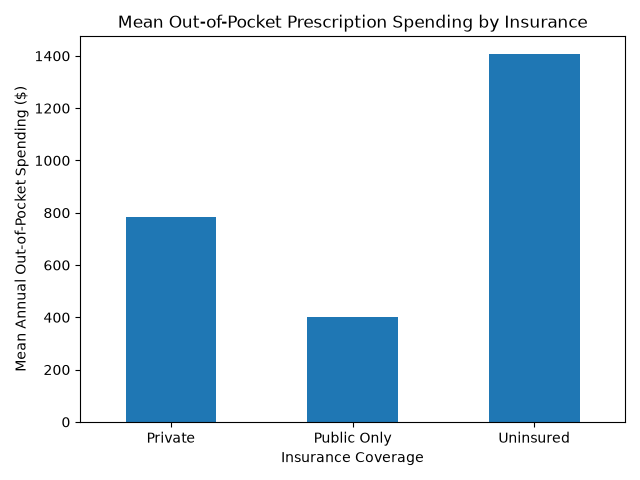 Mean Out-of-Pocket Prescription Spending by Insurance
Mean Annual Out-of-Pocket Spending ($)
1400
1200
1000
800
600
400
200
0
Private
Public Only
Uninsured
Insurance Coverage